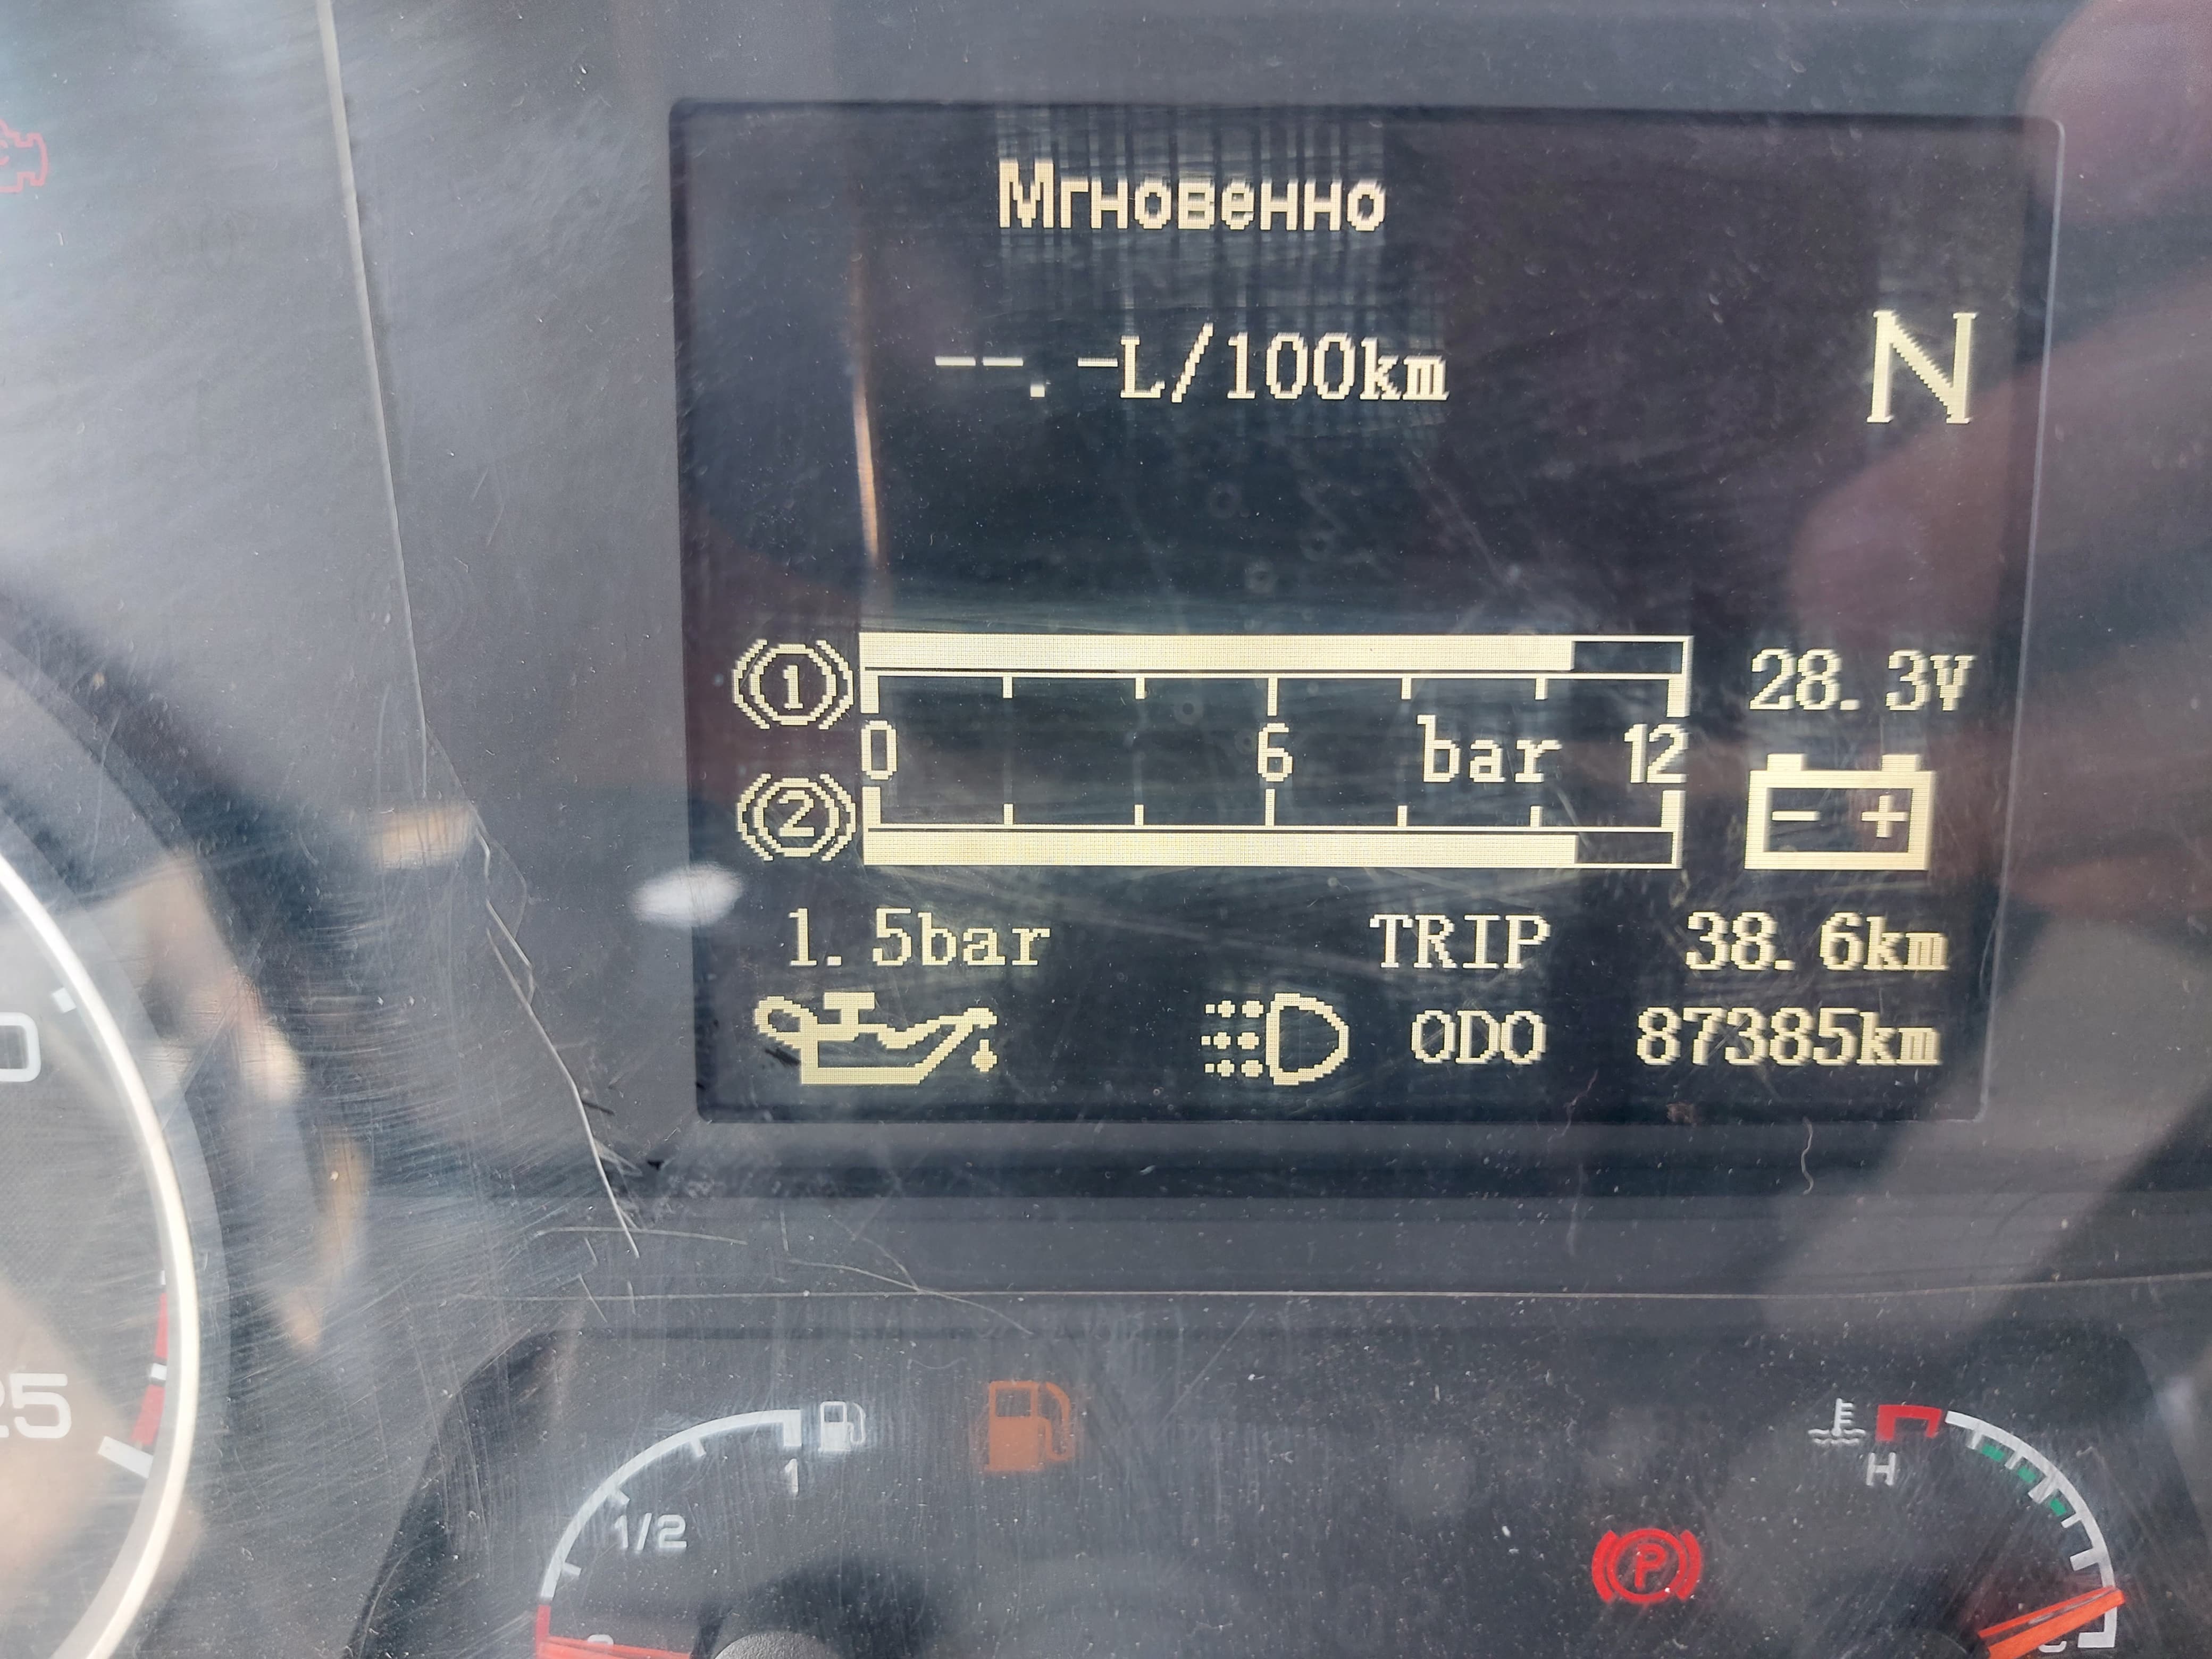 Мгновенно
--.-L/100km
N
1
28.3V
0 6 bar 12
2
- +
1.5bar
TRIP 38.6km
ODO 87385km
25
1
1/2
H
P